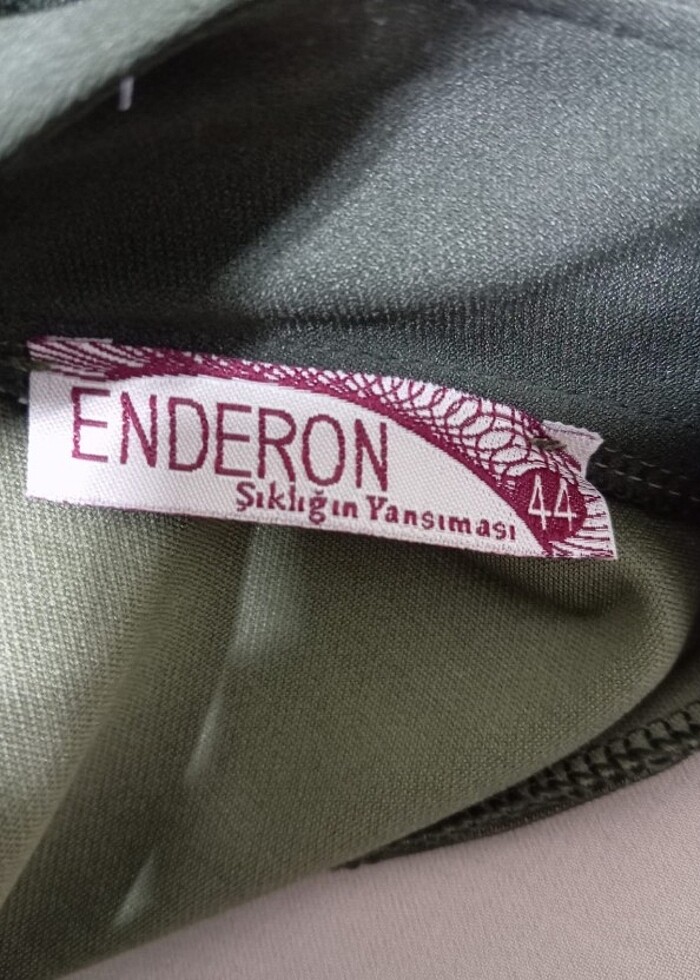 ENDERON
Şıklığın Yansıması
44